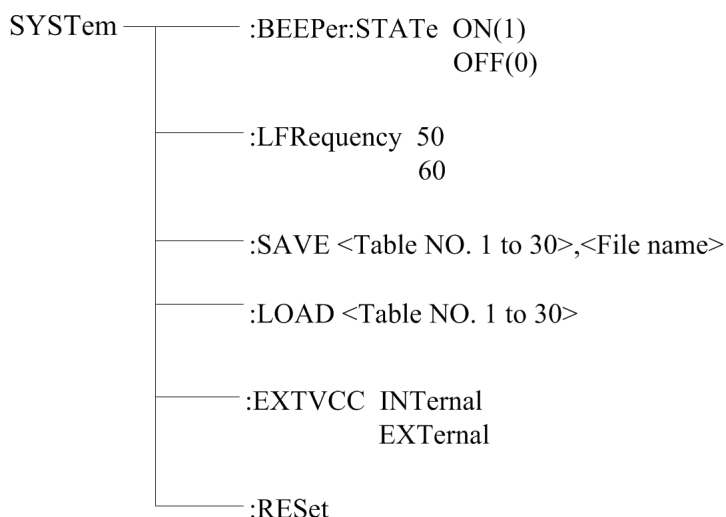 SYSTem :BEEPer:STATe ON(1)
OFF(0)
:LFRequency 50
60
:SAVE <Table NO. 1 to 30>,<File name>
:LOAD <Table NO. 1 to 30>
:EXTVCC INTernal
EXTernal
:RESet